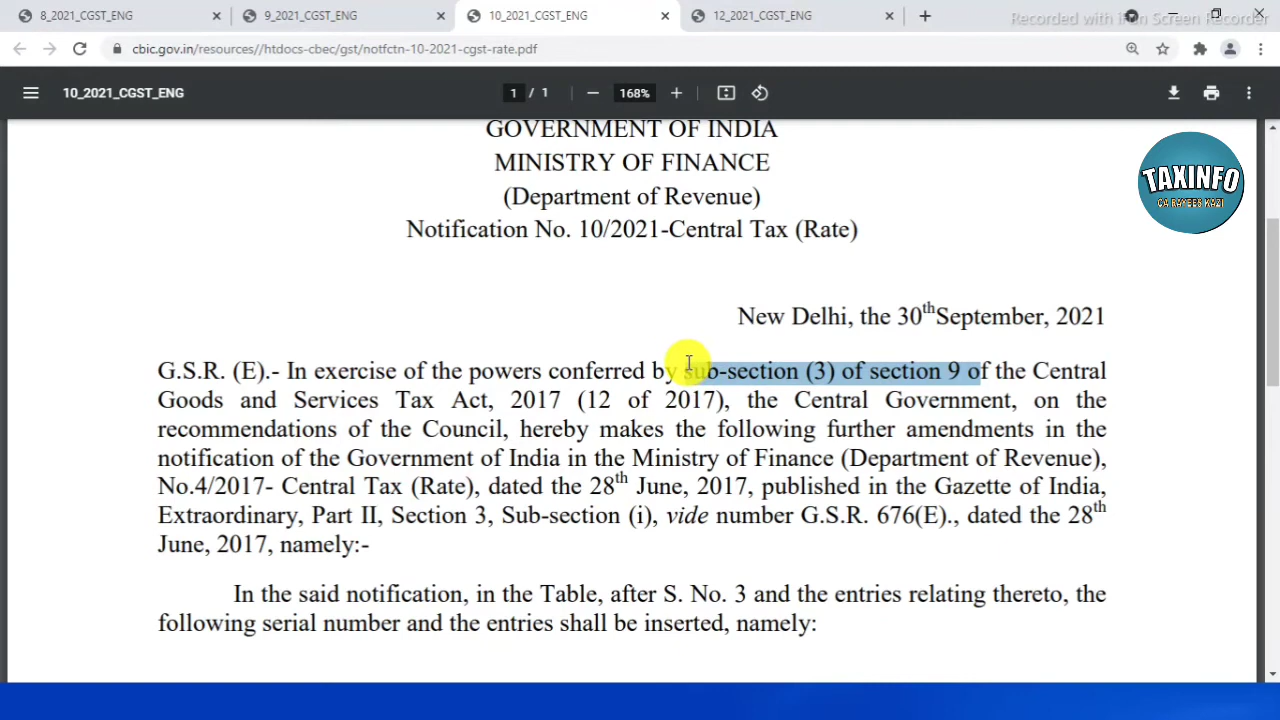 8_2021_CGST_ENG
9_2021_CGST_ENG
10_2021_CGST_ENG
12_2021_CGST_ENG
Recorded with iFun Screen Recorder
cbic.gov.in/resources//htdocs-cbec/gst/notfctn-10-2021-cgst-rate.pdf
10_2021_CGST_ENG
1 / 1
168%
GOVERNMENT OF INDIA
MINISTRY OF FINANCE
(Department of Revenue)
Notification No. 10/2021-Central Tax (Rate)
TAXINFO
CA RAYEES KAZI
New Delhi, the 30thSeptember, 2021
G.S.R. (E).- In exercise of the powers conferred by sub-section (3) of section 9 of the Central
Goods and Services Tax Act, 2017 (12 of 2017), the Central Government, on the
recommendations of the Council, hereby makes the following further amendments in the
notification of the Government of India in the Ministry of Finance (Department of Revenue),
No.4/2017- Central Tax (Rate), dated the 28th June, 2017, published in the Gazette of India,
Extraordinary, Part II, Section 3, Sub-section (i), vide number G.S.R. 676(E)., dated the 28th
June, 2017, namely:-
In the said notification, in the Table, after S. No. 3 and the entries relating thereto, the
following serial number and the entries shall be inserted, namely: